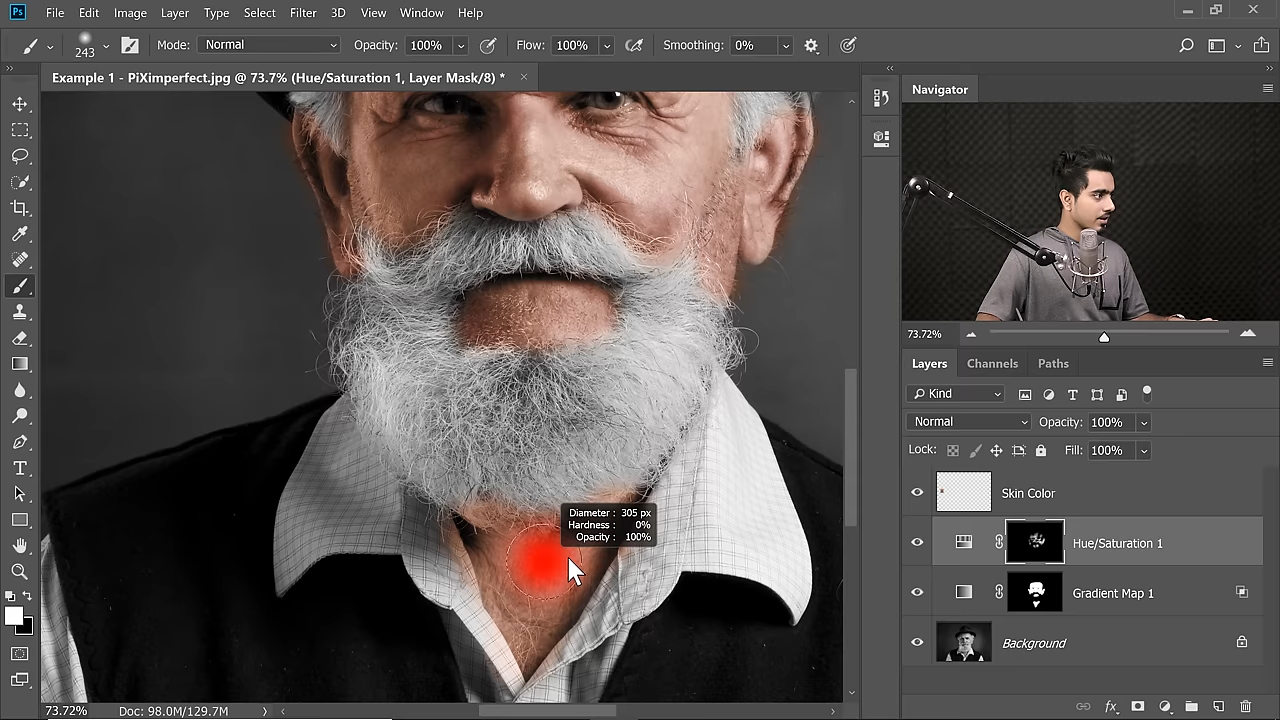 Ps File Edit Image Layer Type Select Filter 3D View Window Help
243 Mode: Normal Opacity: 100% Flow: 100% Smoothing: 0%
Example 1 - PiXimperfect.jpg @ 73.7% (Hue/Saturation 1, Layer Mask/8) *
Navigator
73.72%
Layers Channels Paths
Kind
Normal Opacity: 100%
Lock: Fill: 100%
Skin Color
Hue/Saturation 1
Gradient Map 1
Background
Diameter : 305 px
Hardness : 0%
Opacity : 100%
T
73.72% Doc: 98.0M/129.7M
fx